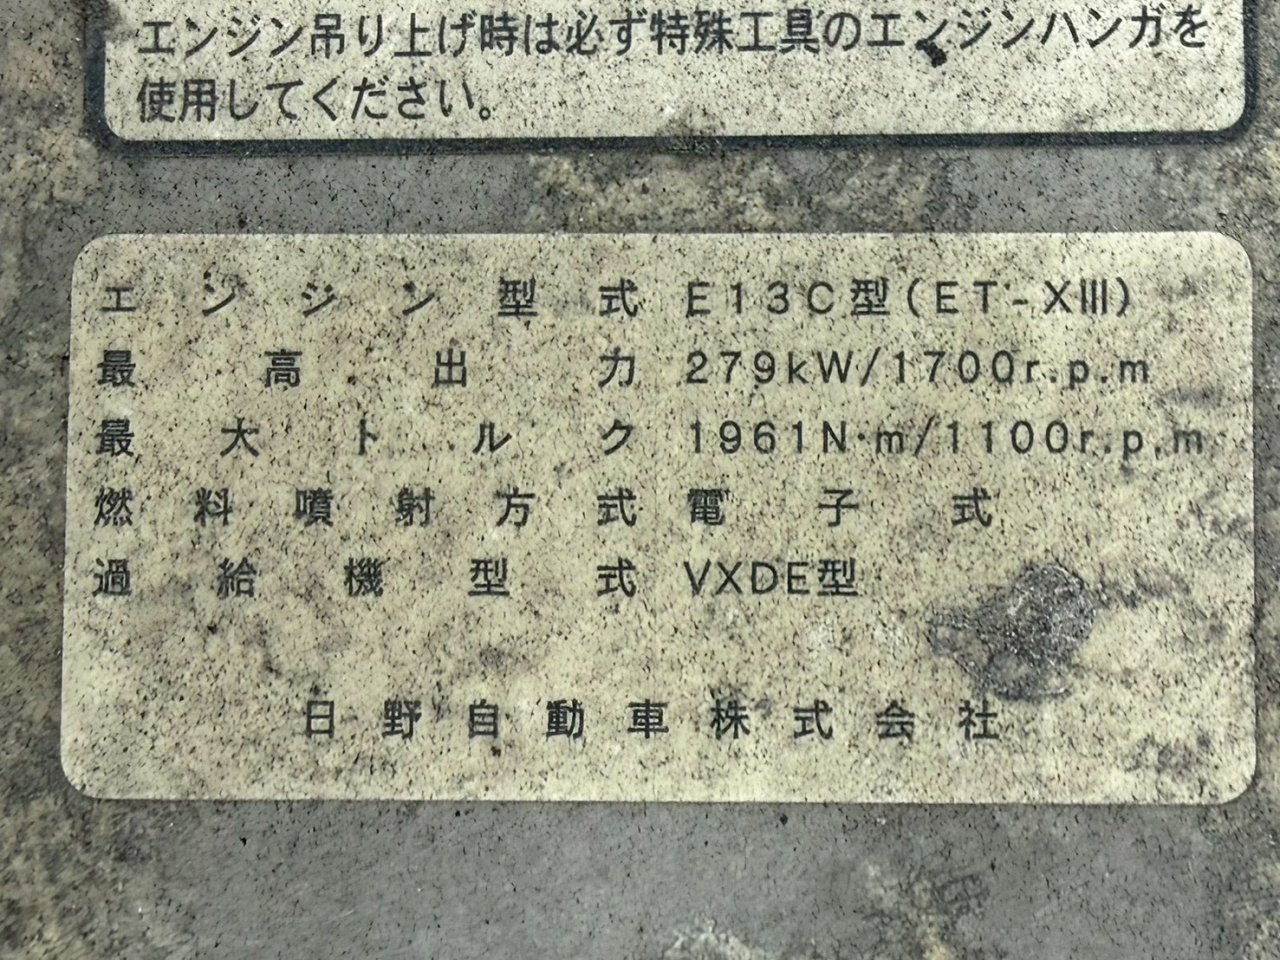 エンジン吊り上げ時は必ず特殊工具のエンジンハンガを
使用してください。
エンジン型式 E13C型(ET-XⅢ)
最高出力 279kW/1700r.p.m
最大トルク 1961N·m/1100r.p.m
燃料噴射方式 電子式
過給機型式 VXDE型
日野自動車株式会社